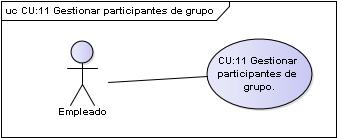 uc CU:11 Gestionar participantes de grupo
CU:11 Gestionar
participantes de
grupo.
Empleado